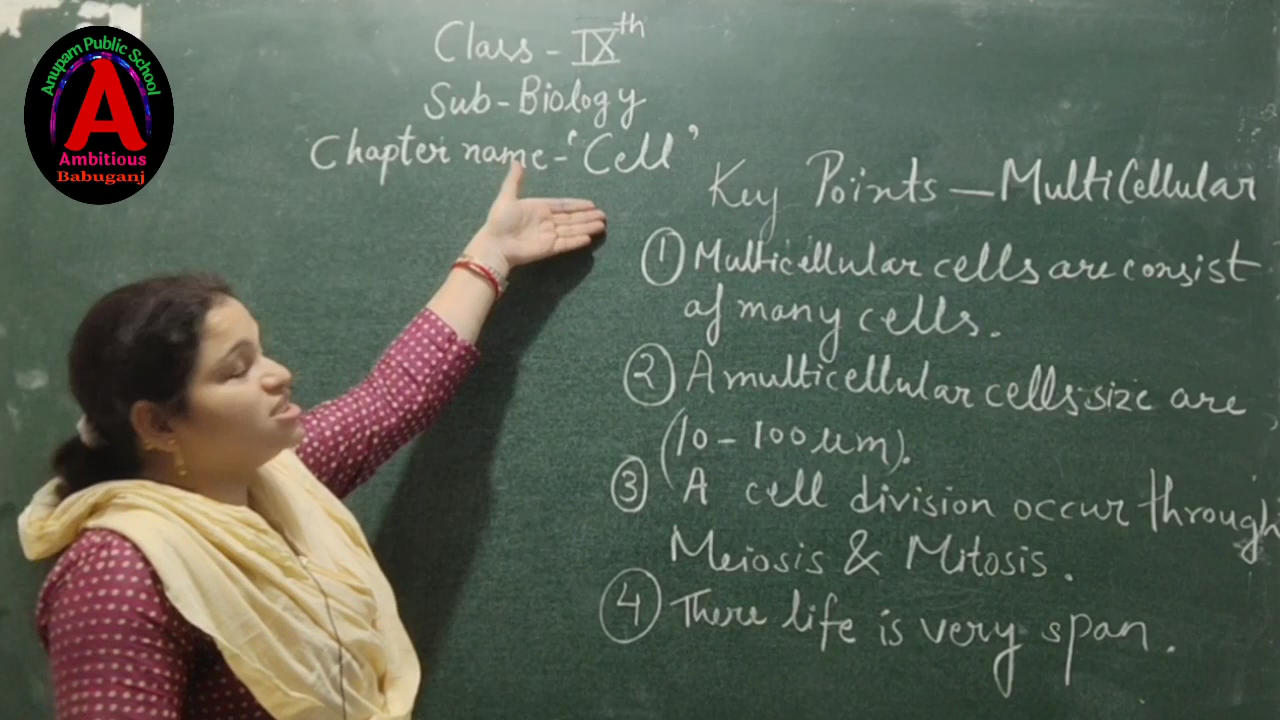 Anupam Public School
A
Ambitious
Babuganj
Class - IXth
Sub - Biology
Chapter name - 'Cell'
Key Points — MultiCellular
① Multicellular cells are consist
of many cells.
② A multicellular cells size are
(10 - 100 um).
③ A cell division occur through
Meiosis & Mitosis.
④ There life is very span.